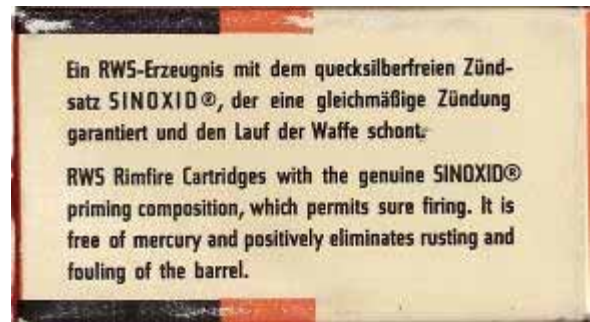 Ein RWS-Erzeugnis mit dem quecksilberfreien Zünd-
satz SINOXID®, der eine gleichmäßige Zündung
garantiert und den Lauf der Waffe schont.
RWS Rimfire Cartridges with the genuine SINOXID®
priming composition, which permits sure firing. It is
free of mercury and positively eliminates rusting and
fouling of the barrel.